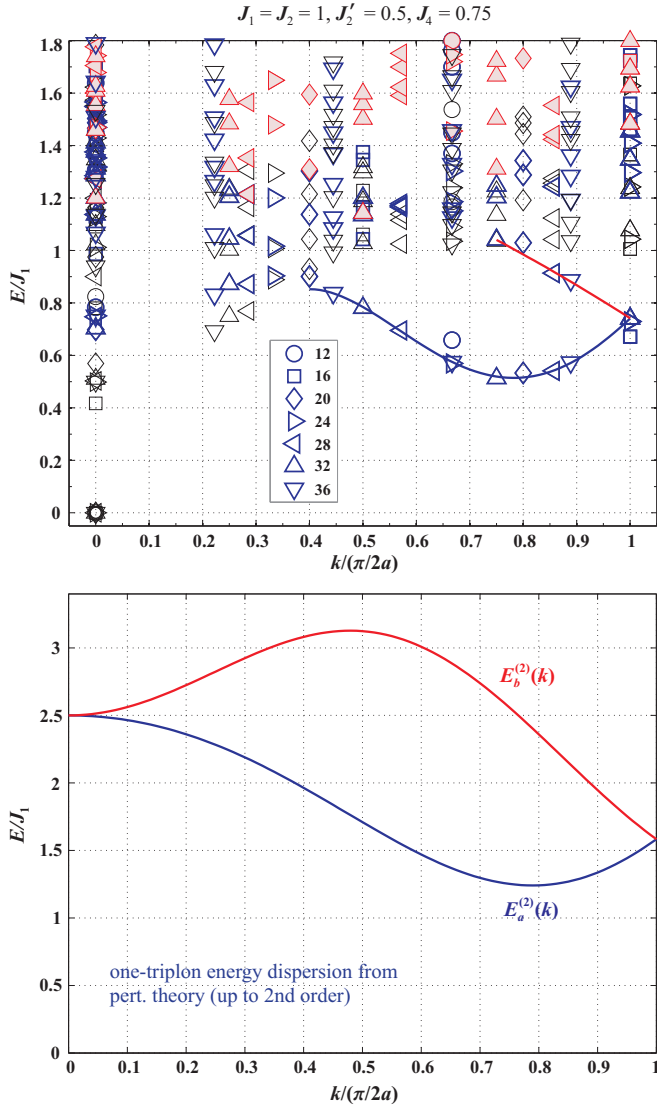 J₁ = J₂ = 1, J₂′ = 0.5, J₄ = 0.75
1.8
1.6
1.4
1.2
1
0.8
0.6
0.4
0.2
0
E/J₁
12
16
20
24
28
32
36
0 0.1 0.2 0.3 0.4 0.5 0.6 0.7 0.8 0.9 1
k/(π/2a)
3
2.5
2
1.5
1
0.5
0
E/J₁
E_b^(2)(k)
E_a^(2)(k)
one-triplon energy dispersion from
pert. theory (up to 2nd order)
0 0.1 0.2 0.3 0.4 0.5 0.6 0.7 0.8 0.9 1
k/(π/2a)